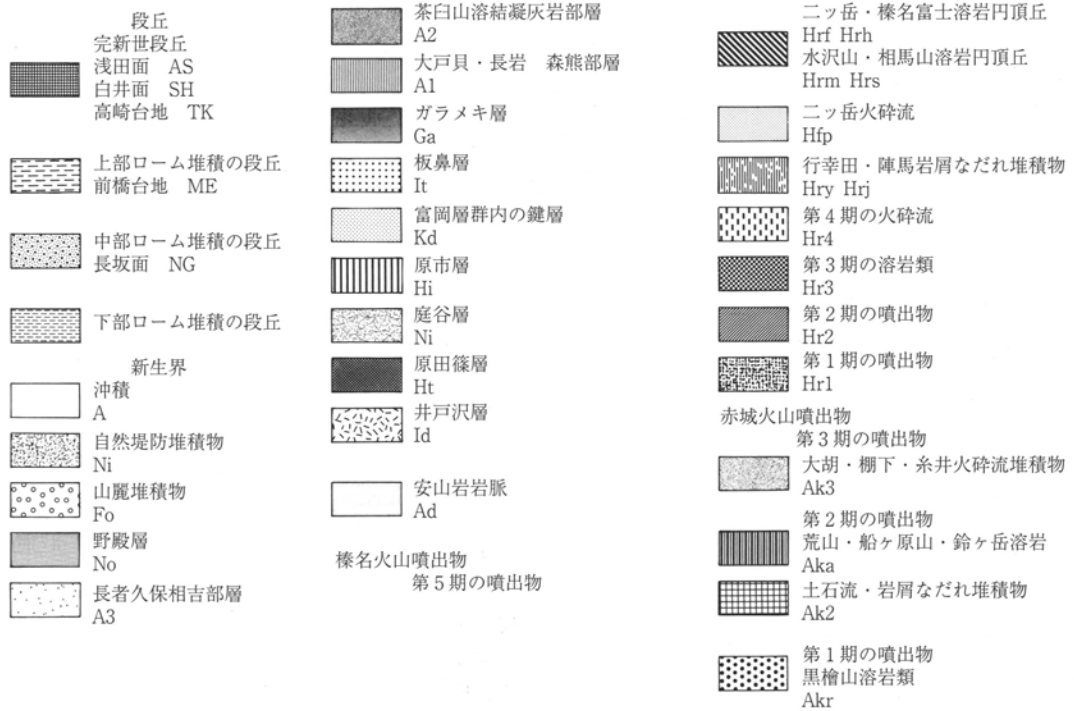 段丘
完新世段丘
浅田面　AS
白井面　SH
高崎台地　TK
上部ローム堆積の段丘
前橋台地　ME
中部ローム堆積の段丘
長坂面　NG
下部ローム堆積の段丘
新生界
沖積
A
自然堤防堆積物
Ni
山麓堆積物
Fo
野殿層
No
長者久保相吉部層
A3
茶臼山溶結凝灰岩部層
A2
大戸貝・長岩　森熊部層
A1
ガラメキ層
Ga
板鼻層
It
富岡層群内の鍵層
Kd
原市層
Hi
庭谷層
Ni
原田篠層
Ht
井戸沢層
Id
安山岩岩脈
Ad
榛名火山噴出物
第５期の噴出物
二ッ岳・榛名富士溶岩円頂丘
Hrf Hrh
水沢山・相馬山溶岩円頂丘
Hrm Hrs
二ッ岳火砕流
Hfp
行幸田・陣馬岩屑なだれ堆積物
Hry Hrj
第４期の火砕流
Hr4
第３期の溶岩類
Hr3
第２期の噴出物
Hr2
第１期の噴出物
Hr1
赤城火山噴出物
第３期の噴出物
大胡・棚下・糸井火砕流堆積物
Ak3
第２期の噴出物
荒山・船ヶ原山・鈴ヶ岳溶岩
Aka
土石流・岩屑なだれ堆積物
Ak2
第１期の噴出物
黒檜山溶岩類
Akr